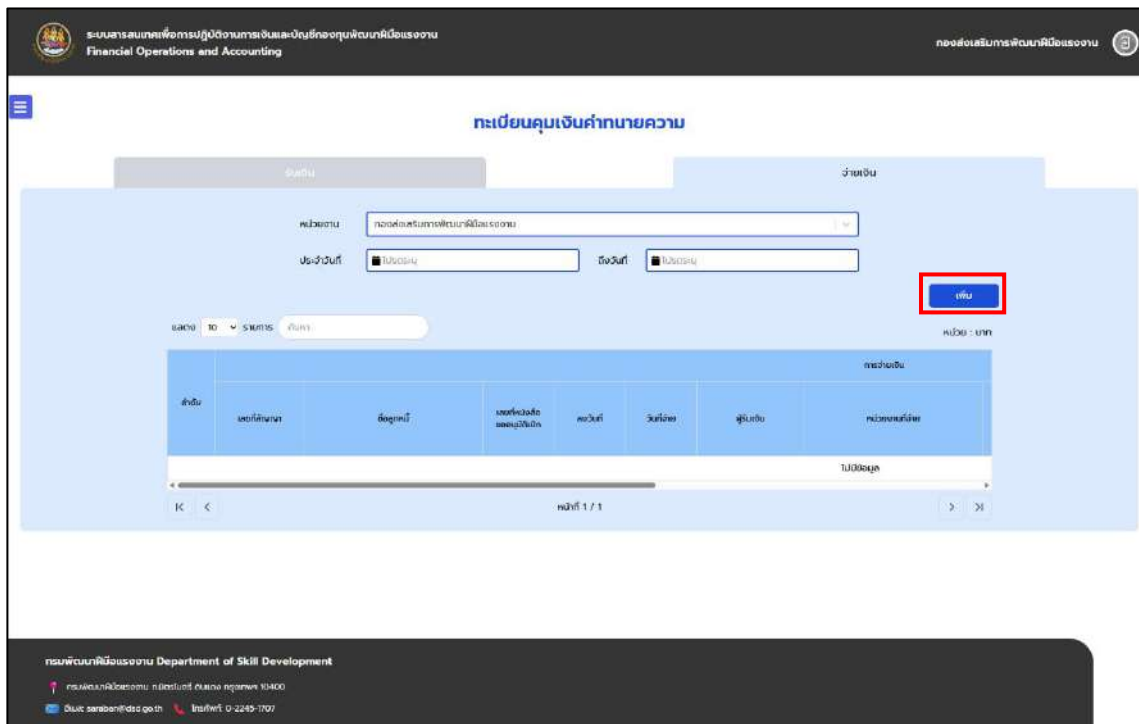 ระบบสารสนเทศเพื่อการปฏิบัติงานการเงินและบัญชีกองทุนพัฒนาฝีมือแรงงาน
Financial Operations and Accounting
กองส่งเสริมการพัฒนาฝีมือแรงงาน
ทะเบียนคุมเงินค่าทนายความ
รับเงิน
จ่ายเงิน
หน่วยงาน
กองส่งเสริมการพัฒนาฝีมือแรงงาน
ประจำวันที่ โปรดระบุ ถึงวันที่ โปรดระบุ
เพิ่ม
แสดง 10 รายการ ค้นหา
หน่วย : บาท
การจ่ายเงิน
ลำดับ เลขที่สัญญา ชื่อลูกหนี้ เลขที่หนังสือ ลงวันที่ วันที่จ่าย ผู้รับเงิน หน่วยงานที่จ่าย
ขออนุมัติเบิก
ไม่มีข้อมูล
หน้าที่ 1 / 1
กรมพัฒนาฝีมือแรงงาน Department of Skill Development
กรมพัฒนาฝีมือแรงงาน ถ.มิตรไมตรี ดินแดง กรุงเทพฯ 10400
อีเมล: saraban@dsd.go.th โทรศัพท์: 0-2245-1707